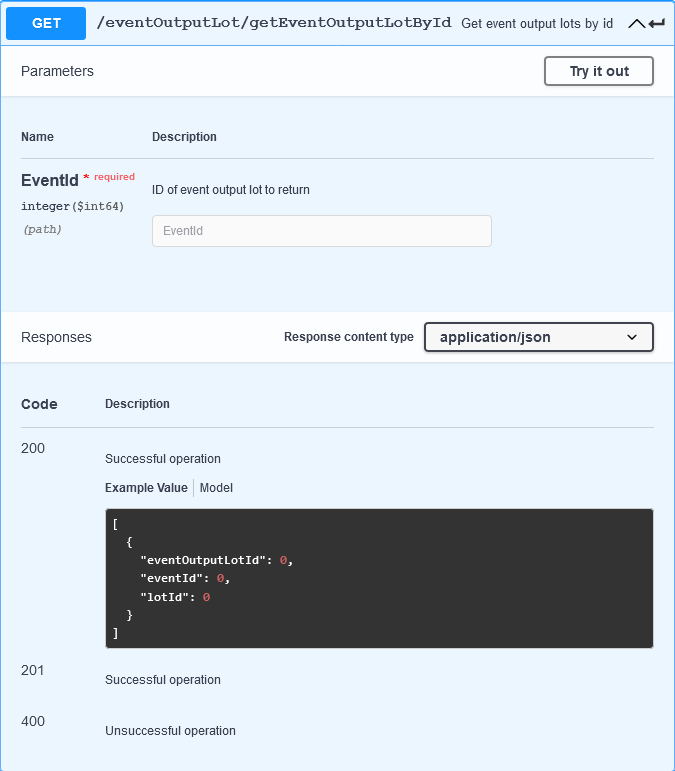 GET /eventOutputLot/getEventOutputLotById Get event output lots by id
Parameters Try it out
Name Description
EventId * required ID of event output lot to return
integer($int64)
(path) EventId
Responses Response content type application/json
Code Description
200 Successful operation
Example Value Model
[
{
"eventOutputLotId": 0,
"eventId": 0,
"lotId": 0
}
]
201 Successful operation
400 Unsuccessful operation